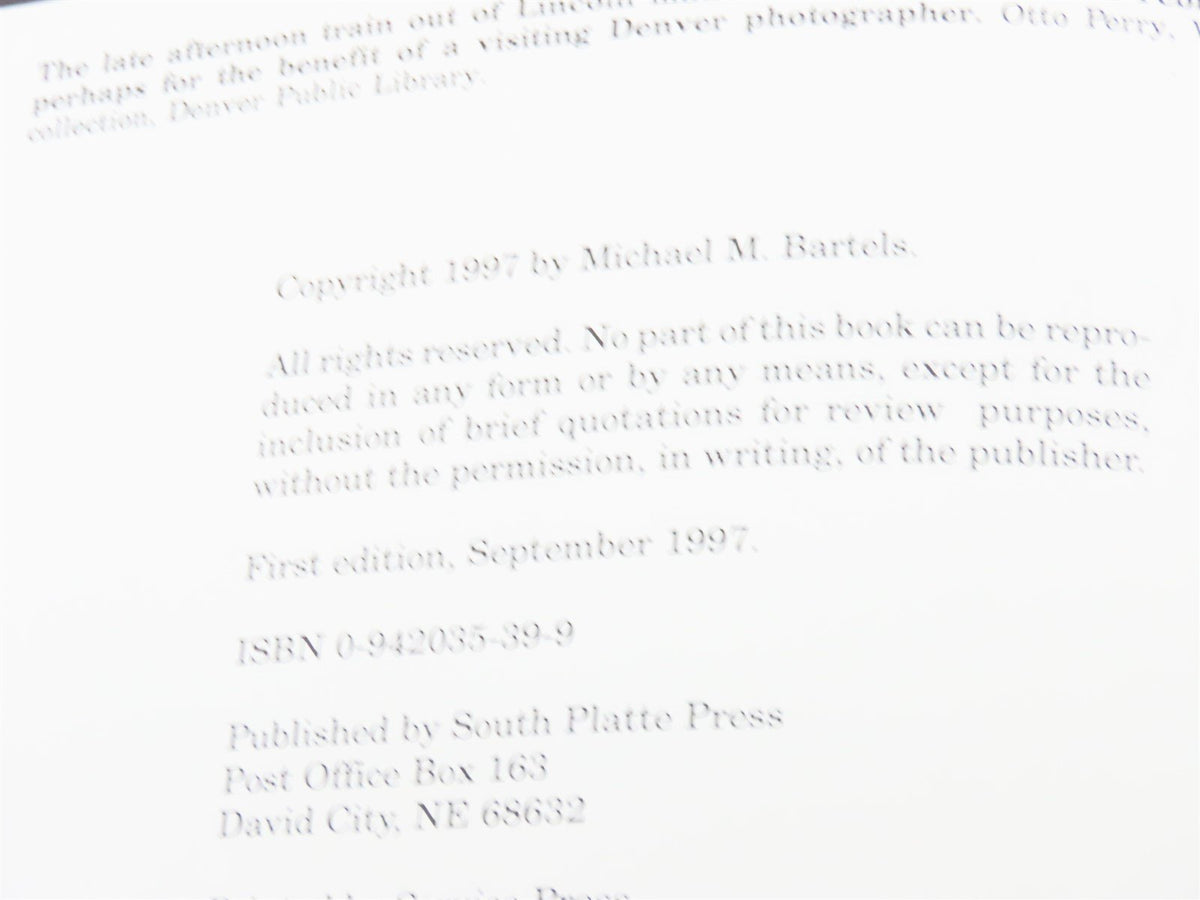 The late afternoon train out of Lincoln
perhaps for the benefit of a visiting Denver photographer. Otto Perry,
collection, Denver Public Library.
Copyright 1997 by Michael M. Bartels.
All rights reserved. No part of this book can be repro-
duced in any form or by any means, except for the
inclusion of brief quotations for review purposes,
without the permission, in writing, of the publisher.
First edition, September 1997.
ISBN 0-942035-39-9
Published by South Platte Press
Post Office Box 163
David City, NE 68632
Printed by Service Press